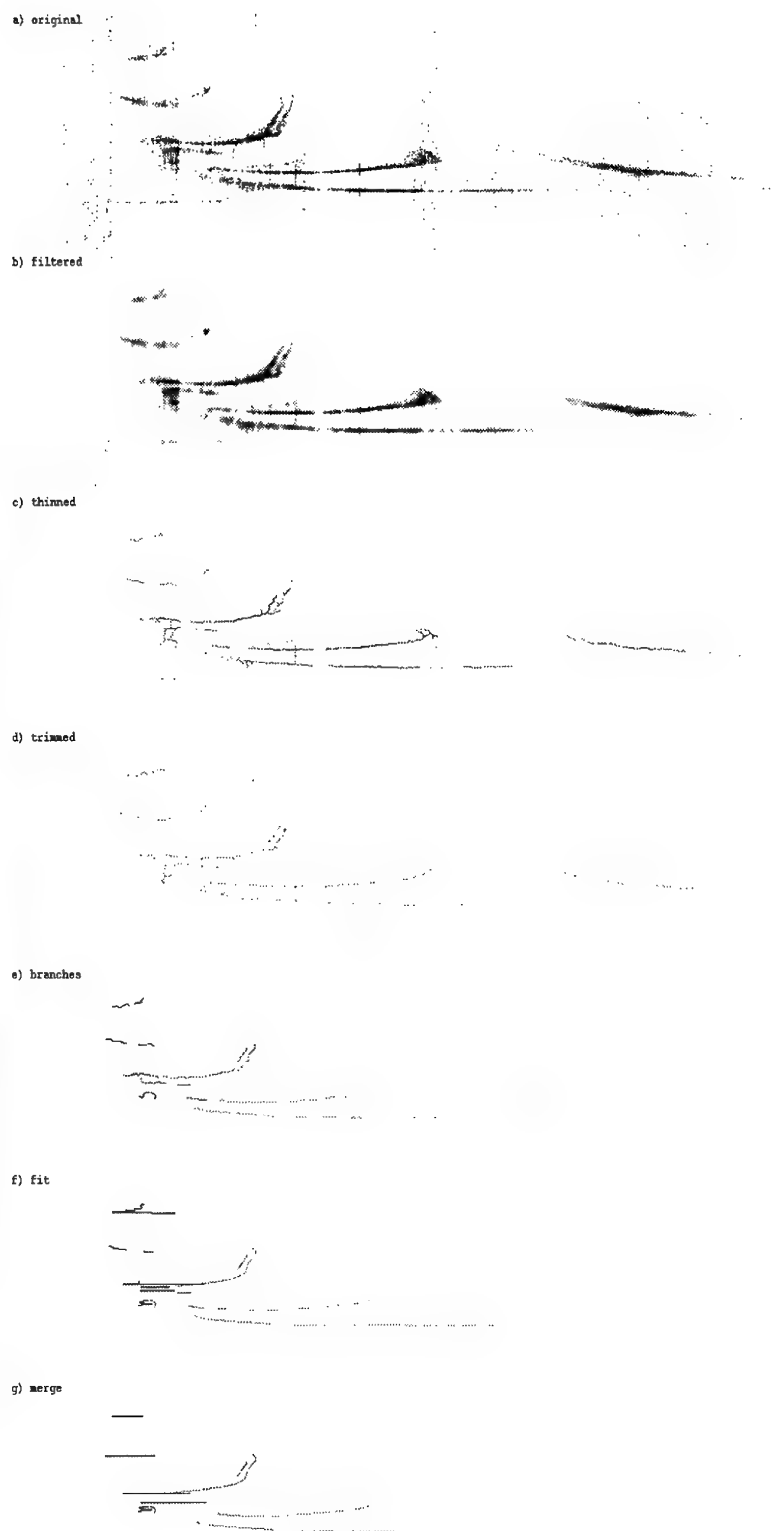 a) original
b) filtered
c) thinned
d) trimmed
e) branches
f) fit
g) merge